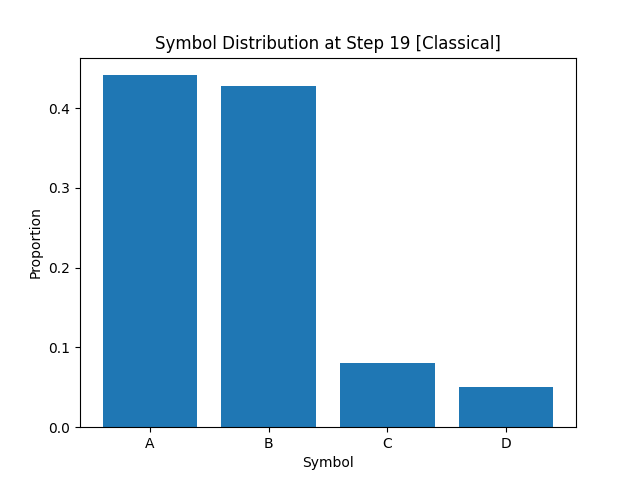 Symbol Distribution at Step 19 [Classical]
Proportion
0.4
0.3
0.2
0.1
0.0
A B C D
Symbol